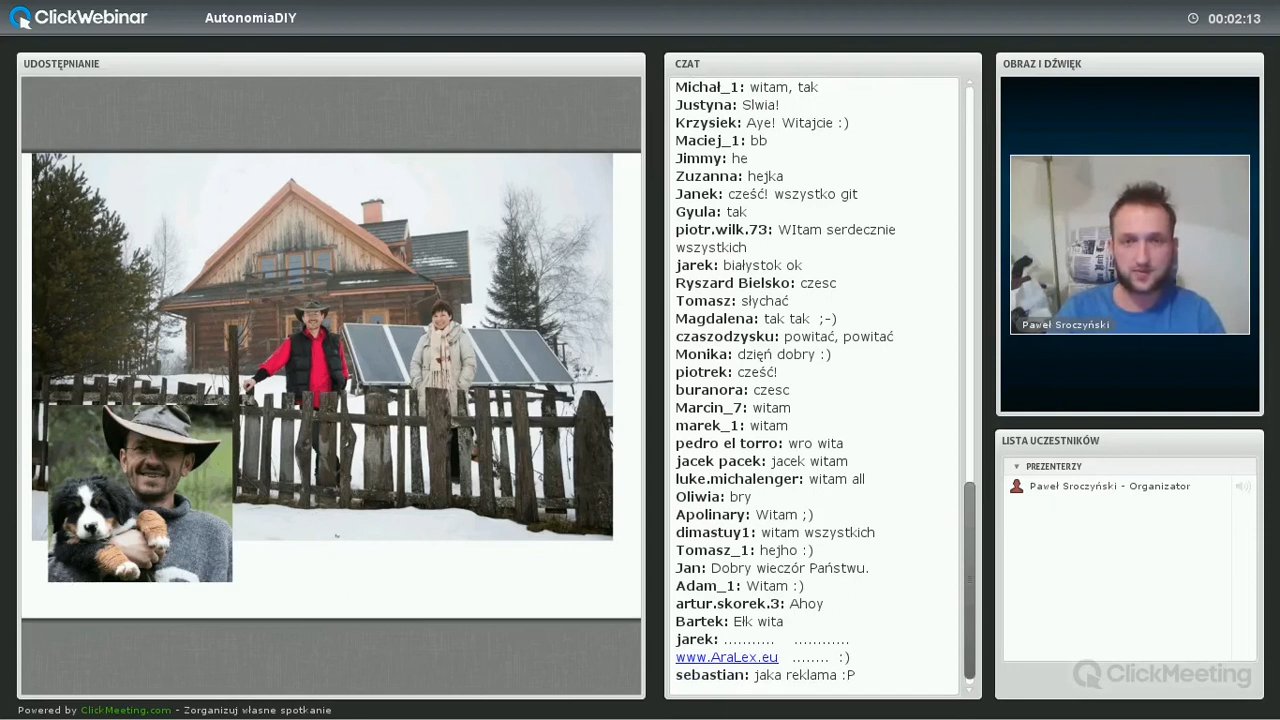 ClickWebinar
AutonomiaDIY
00:02:13
UDOSTĘPNIANIE
CZAT
Michał_1: witam, tak
Justyna: Slwia!
Krzysiek: Aye! Witajcie :)
Maciej_1: bb
Jimmy: he
Zuzanna: hejka
Janek: cześć! wszystko git
Gyula: tak
piotr.wilk.73: WItam serdecznie
wszystkich
jarek: białystok ok
Ryszard Bielsko: czesc
Tomasz: słychać
Magdalena: tak tak ;-)
czaszodzysku: powitać, powitać
Monika: dzięń dobry :)
piotrek: cześć!
buranora: czesc
Marcin_7: witam
marek_1: witam
pedro el torro: wro wita
jacek pacek: jacek witam
luke.michalenger: witam all
Oliwia: bry
Apolinary: Witam ;)
dimastuy1: witam wszystkich
Tomasz_1: hejho :)
Jan: Dobry wieczór Państwu.
Adam_1: Witam :)
artur.skorek.3: Ahoy
Bartek: Ełk wita
jarek: ........... ............
www.AraLex.eu ........ :)
sebastian: jaka reklama :P
OBRAZ I DŹWIĘK
Paweł Sroczyński
LISTA UCZESTNIKÓW
PREZENTERZY
Paweł Sroczyński - Organizator
ClickMeeting
Powered by ClickMeeting.com - Zorganizuj własne spotkanie